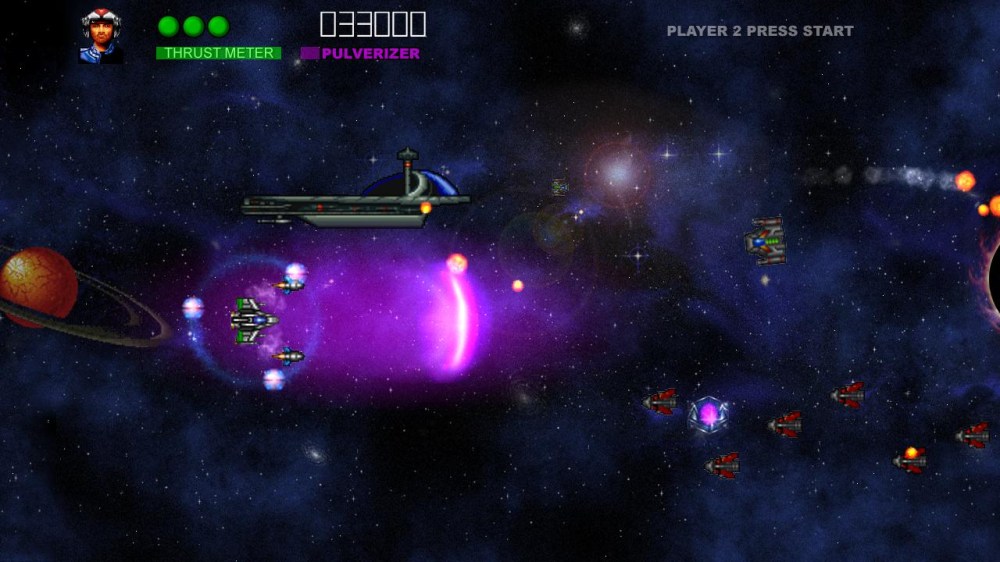 033000
PLAYER 2 PRESS START
THRUST METER
PULVERIZER